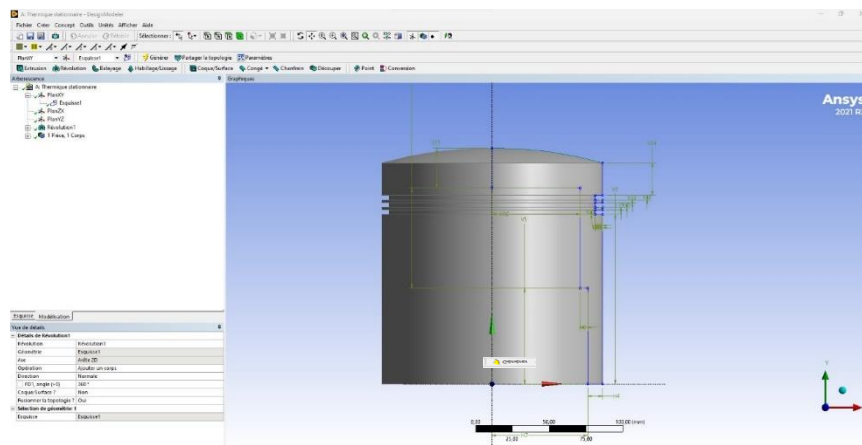 A: Thermique stationnaire - DesignModeler
Fichier Créer Concept Outils Unités Afficher Aide
Sélectionner:
PlanXY Esquisse1 Générer Partager la topologie Paramètres
Extrusion Révolution Balayage Habillage/Lissage Coque/Surface Congé Chanfrein Découper Point Conversion
Arborescence
Graphiques
A: Thermique stationnaire
PlanXY
Esquisse1
PlanZX
PlanYZ
Révolution1
1 Pièce, 1 Corps
Ansys
2021 R
Esquisse Modélisation
Vue de détails
Détails de Révolution1
Révolution Révolution1
Géométrie Esquisse1
Axe Arête 2D
Opération Ajouter un corps
Direction Normale
FD1, angle (>0) 360 °
Coque/Surface ? Non
Fusionner la topologie ? Oui
Sélection de géométrie: 1
Esquisse Esquisse1
0,00 50,00 100,00 (mm)
25,00 75,00
Y
X